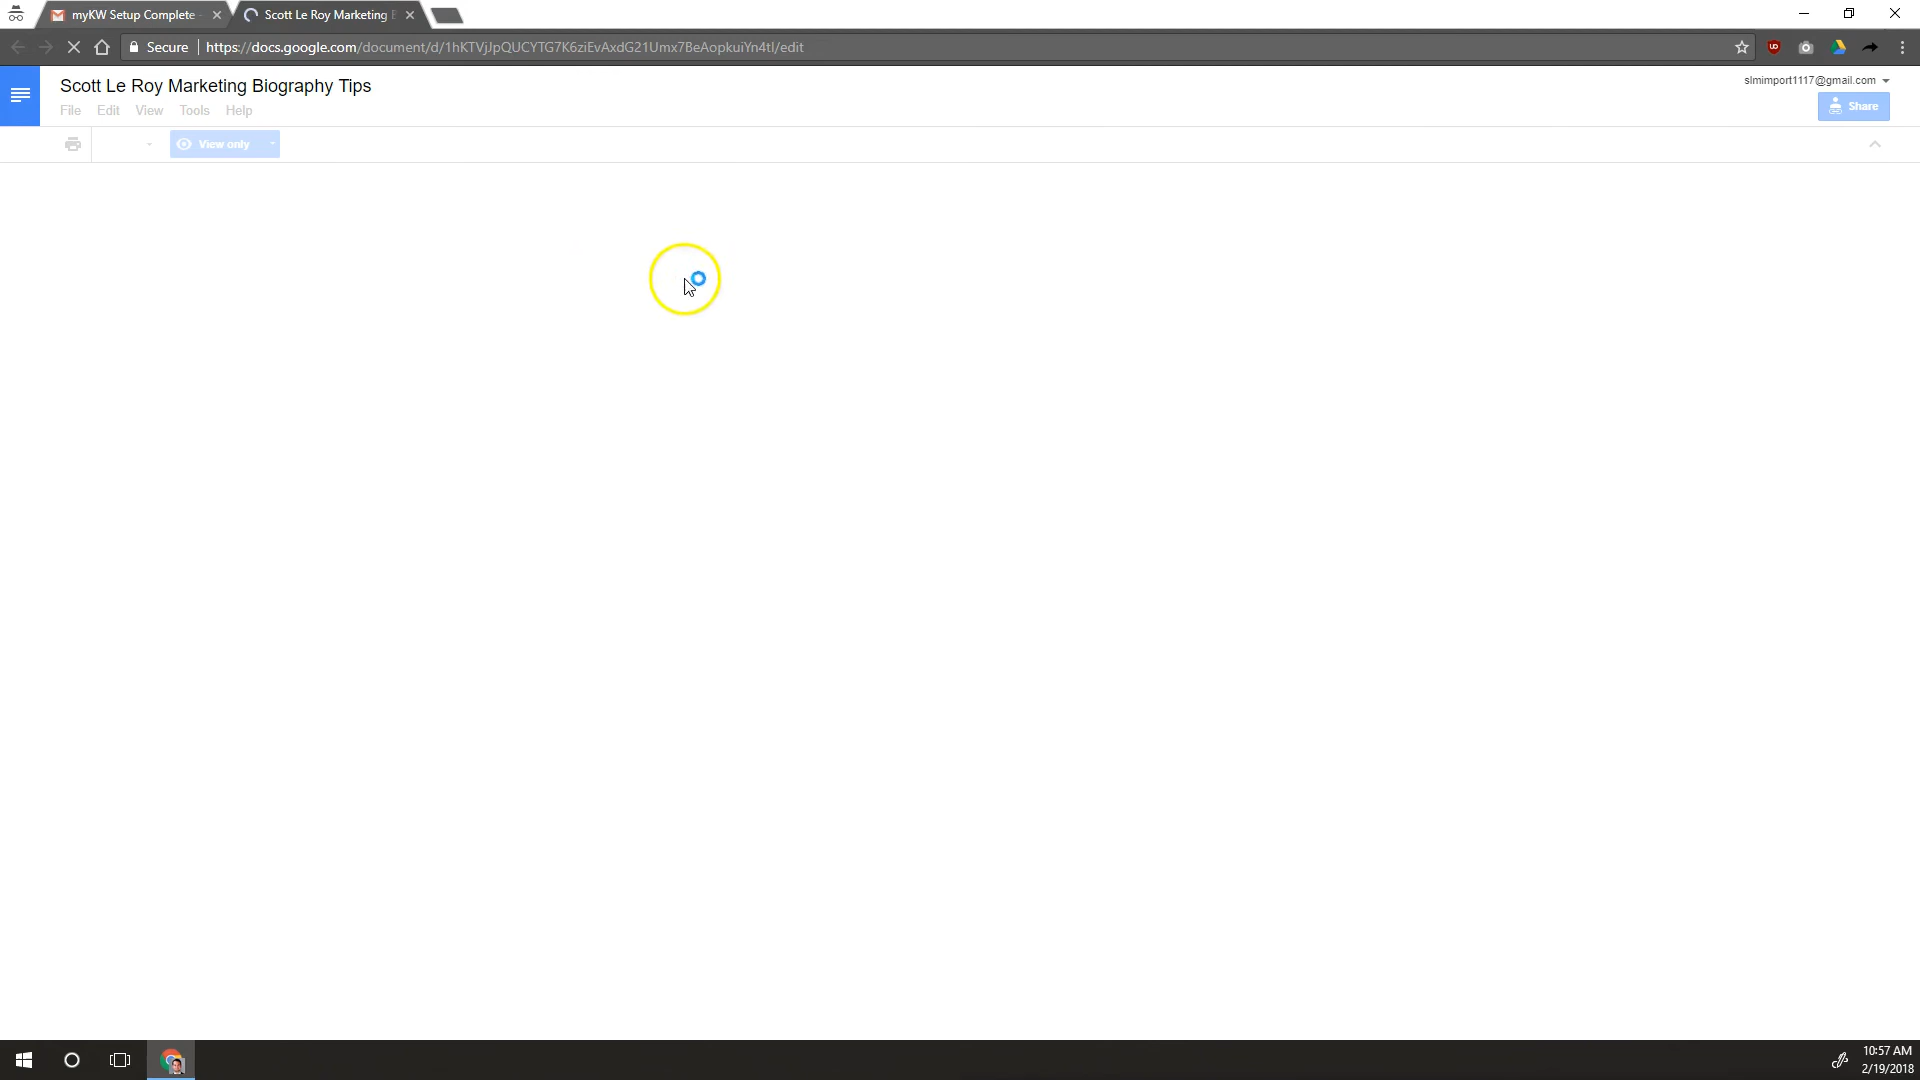 myKW Setup Complete -
Scott Le Roy Marketing B
Secure
https://docs.google.com/document/d/1hKTVjJpQUCYTG7K6ziEvAxdG21Umx7BeAopkuiYn4tI/edit
Scott Le Roy Marketing Biography Tips
slmimport1117@gmail.com
File Edit View Tools Help
Share
View only
10:57 AM
2/19/2018